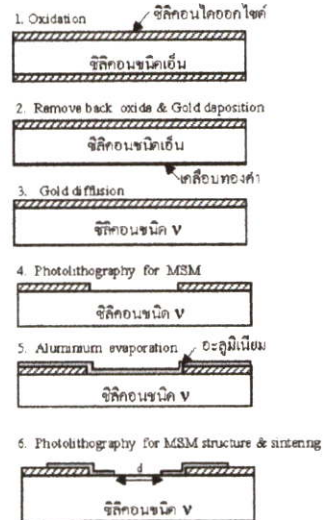 1. Oxidation
ซิลิคอนไดออกไซด์
ซิลิคอนชนิดเอ็น
2. Remove back oxide & Gold daposition
ซิลิคอนชนิดเอ็น
เคลือบทองคำ
3. Gold diffusion
ซิลิคอนชนิด ν
4. Photolithography for MSM
ซิลิคอนชนิด ν
5. Aluminium evaporation
อะลูมิเนียม
ซิลิคอนชนิด ν
6. Photolithography for MSM structure & sintering
d
ซิลิคอนชนิด ν